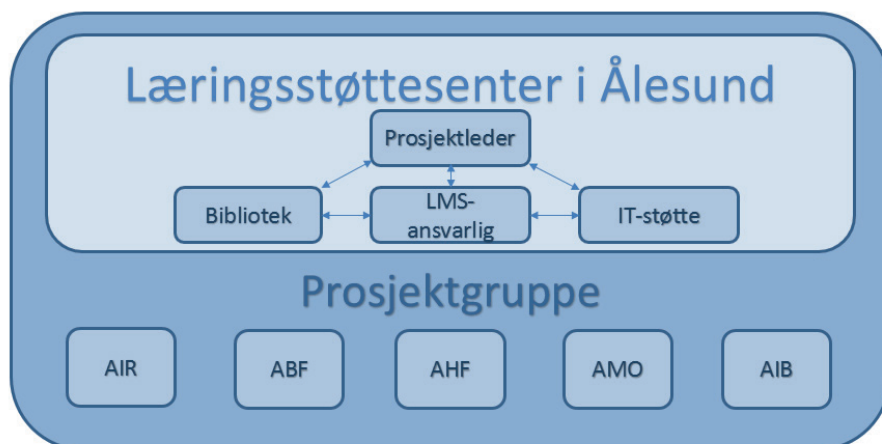 Læringsstøttesenter i Ålesund
Prosjektleder
Bibliotek
LMS-
ansvarlig
IT-støtte
Prosjektgruppe
AIR
ABF
AHF
AMO
AIB